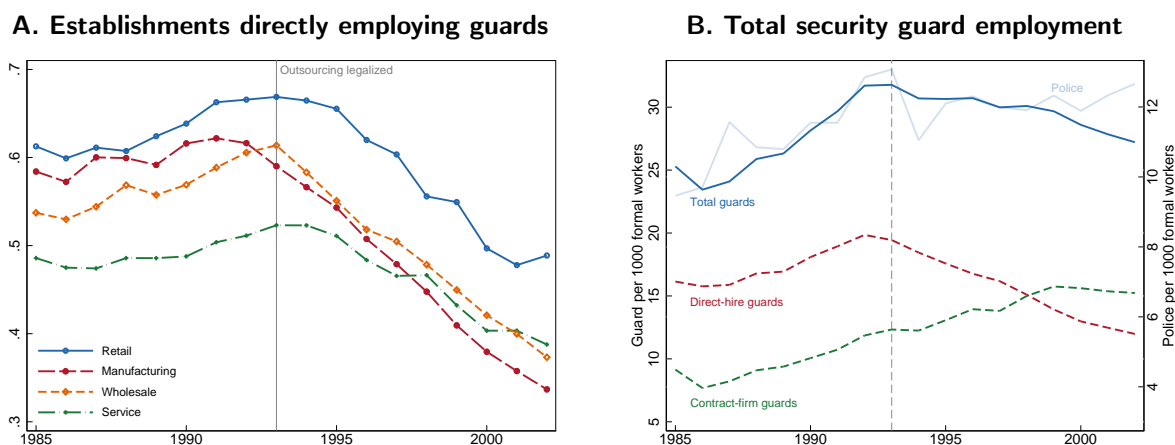 A. Establishments directly employing guards
.7
.6
.5
.4
.3
Outsourcing legalized
Retail
Manufacturing
Wholesale
Service
1985
1990
1995
2000
B. Total security guard employment
Guard per 1000 formal workers
30
25
20
15
10
5
Police
Total guards
Direct-hire guards
Contract-firm guards
12
10
8
6
4
Police per 1000 formal workers
1985
1990
1995
2000